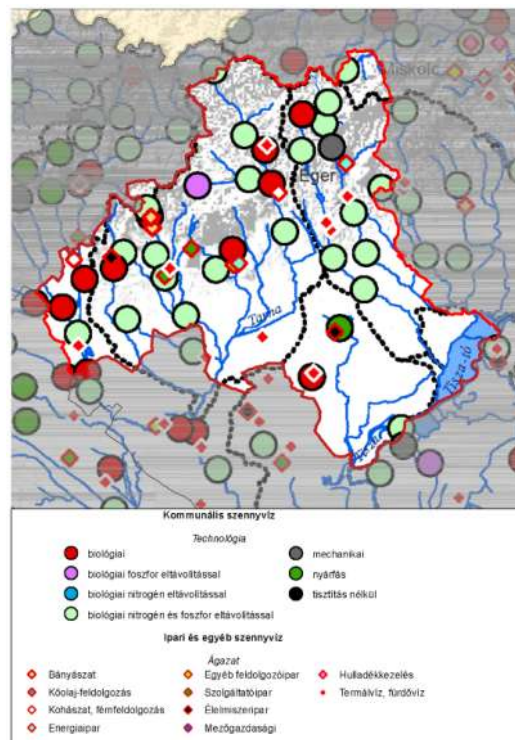 Miskolc
Eger
Tarna
Tisza-tó
Tisza
Kommunális szennyvíz
Technológia
biológiai
mechanikai
biológiai foszfor eltávolítással
nyárfás
biológiai nitrogén eltávolítással
tisztítás nélkül
biológiai nitrogén és foszfor eltávolítással
Ipari és egyéb szennyvíz
Ágazat
Bányászat
Egyéb feldolgozóipar
Hulladékkezelés
Kőolaj-feldolgozás
Szolgáltatóipar
Termálvíz, fürdővíz
Kohászat, fémfeldolgozás
Élelmiszeripar
Energiaipar
Mezőgazdasági